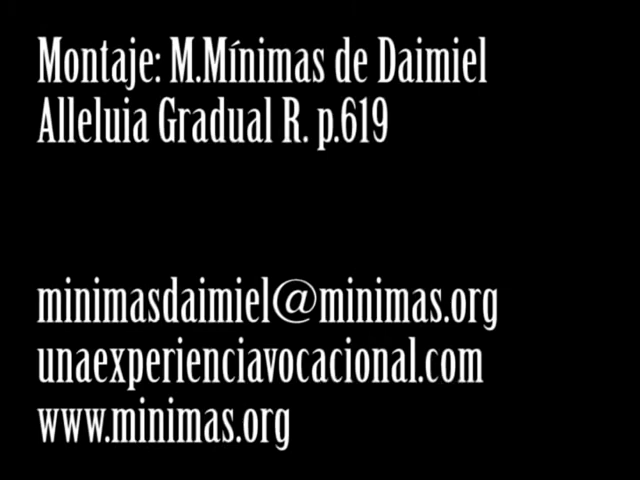 Montaje: M.Mínimas de Daimiel
Alleluia Gradual R. p.619
minimasdaimiel@minimas.org
unaexperienciavocacional.com
www.minimas.org